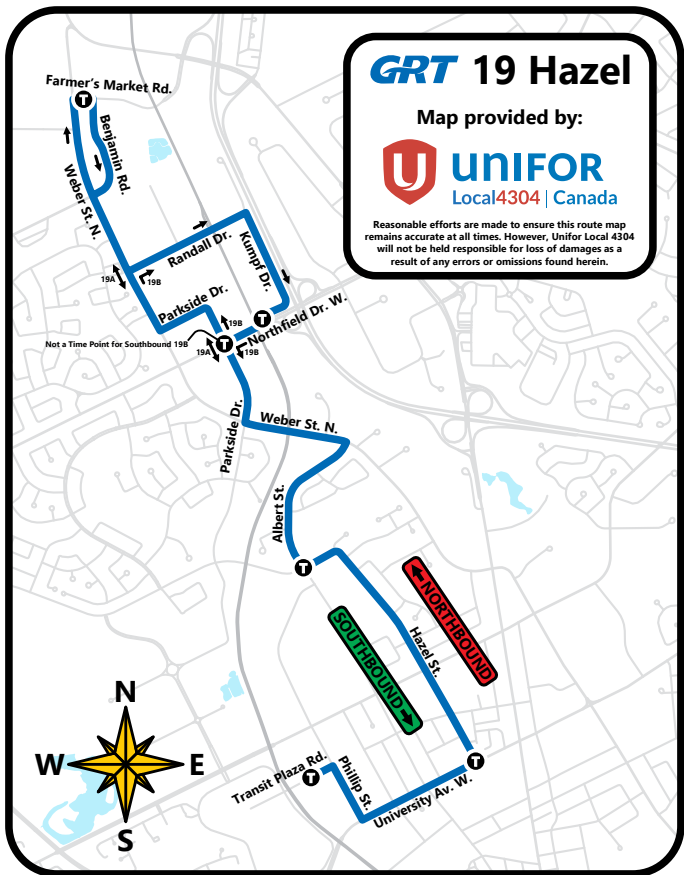 GRT 19 Hazel
Map provided by:
U UNIFOR
Local4304 | Canada
Reasonable efforts are made to ensure this route map
remains accurate at all times. However, Unifor Local 4304
will not be held responsible for loss of damages as a
result of any errors or omissions found herein.
Farmer's Market Rd.
T
Benjamin Rd.
Weber St. N.
Randall Dr.
Kumpf Dr.
19A
19B
Parkside Dr.
19B
T
Northfield Dr. W.
Not a Time Point for Southbound 19B
T
19A
19B
Parkside Dr.
Weber St. N.
Albert St.
T
NORTHBOUND
SOUTHBOUND
Hazel St.
N
W
E
S
T
Transit Plaza Rd.
T
Phillip St.
University Av. W.